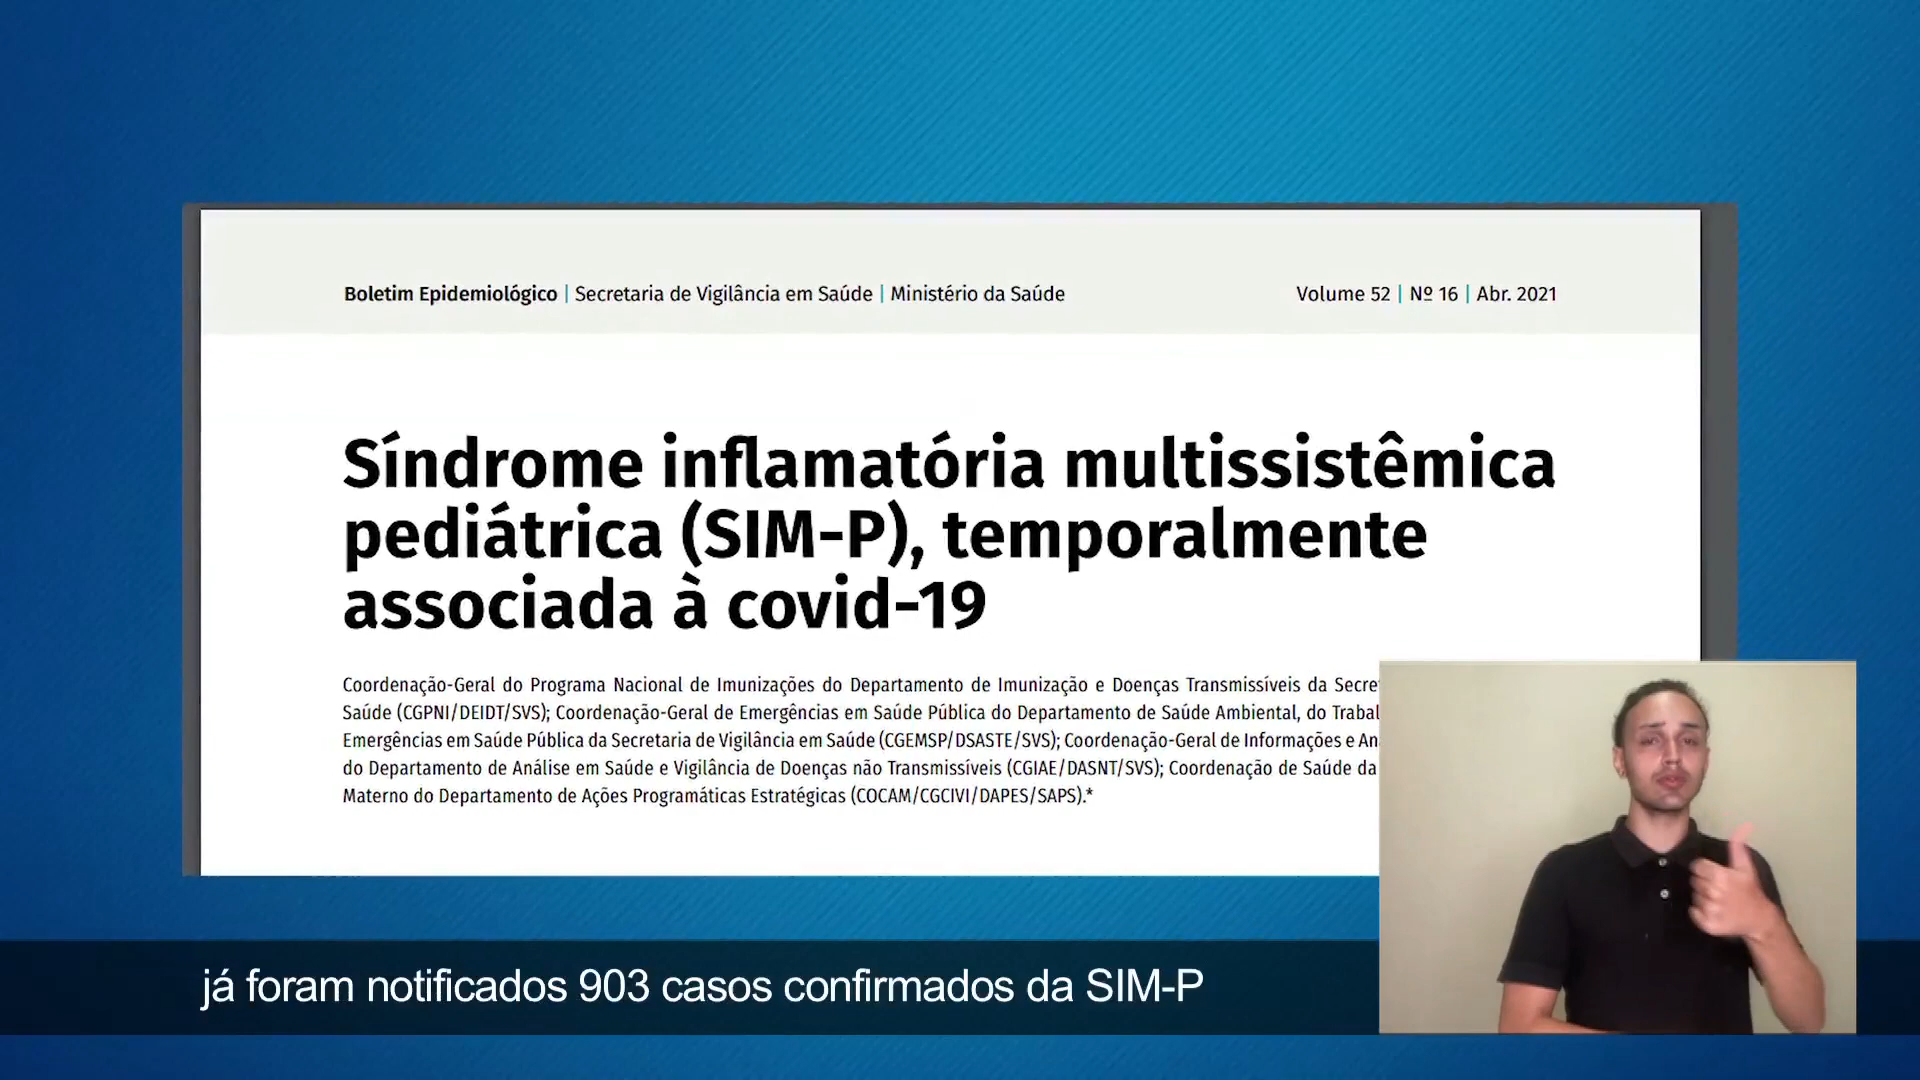 Boletim Epidemiológico | Secretaria de Vigilância em Saúde | Ministério da Saúde
Volume 52 | Nº 16 | Abr. 2021
Síndrome inflamatória multissistêmica
pediátrica (SIM-P), temporalmente
associada à covid-19
Coordenação-Geral do Programa Nacional de Imunizações do Departamento de Imunização e Doenças Transmissíveis da Secre
Saúde (CGPNI/DEIDT/SVS); Coordenação-Geral de Emergências em Saúde Pública do Departamento de Saúde Ambiental, do Trabal
Emergências em Saúde Pública da Secretaria de Vigilância em Saúde (CGEMSP/DSASTE/SVS); Coordenação-Geral de Informações e An
do Departamento de Análise em Saúde e Vigilância de Doenças não Transmissíveis (CGIAE/DASNT/SVS); Coordenação de Saúde da
Materno do Departamento de Ações Programáticas Estratégicas (COCAM/CGCIVI/DAPES/SAPS).*
já foram notificados 903 casos confirmados da SIM-P